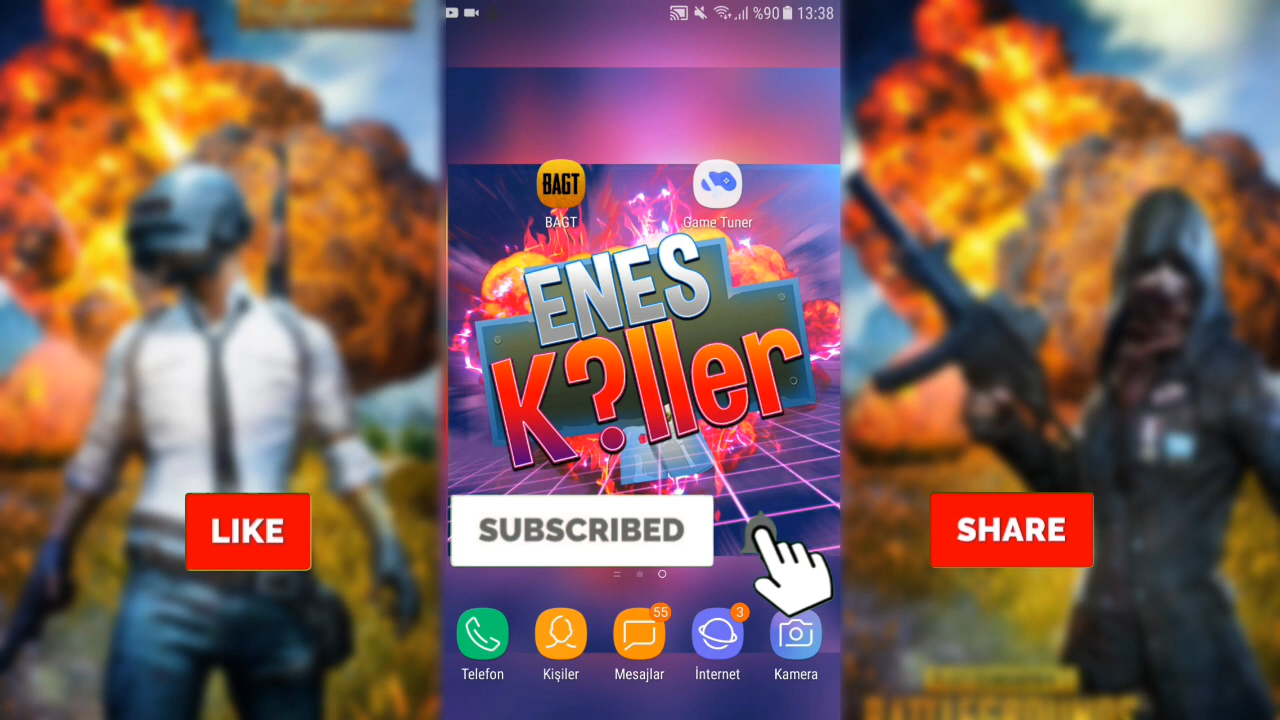 %90 13:38
BAGT
BAGT
Game Tuner
ENES
K?ller
LIKE
SUBSCRIBED
SHARE
55
3
Telefon
Kişiler
Mesajlar
İnternet
Kamera
BATTLEGROUNDS